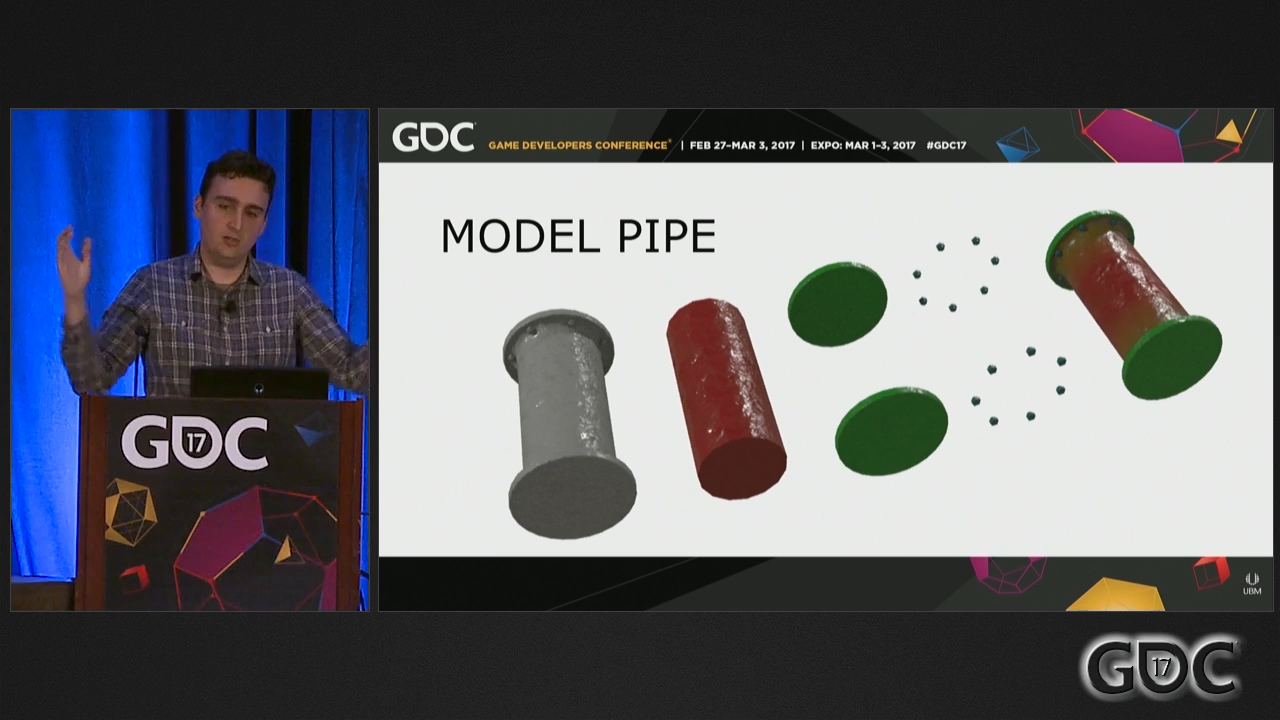 GDC
GAME DEVELOPERS CONFERENCE® | FEB 27–MAR 3, 2017 | EXPO: MAR 1–3, 2017 #GDC17
MODEL PIPE
GDC
17
UBM
GDC
17